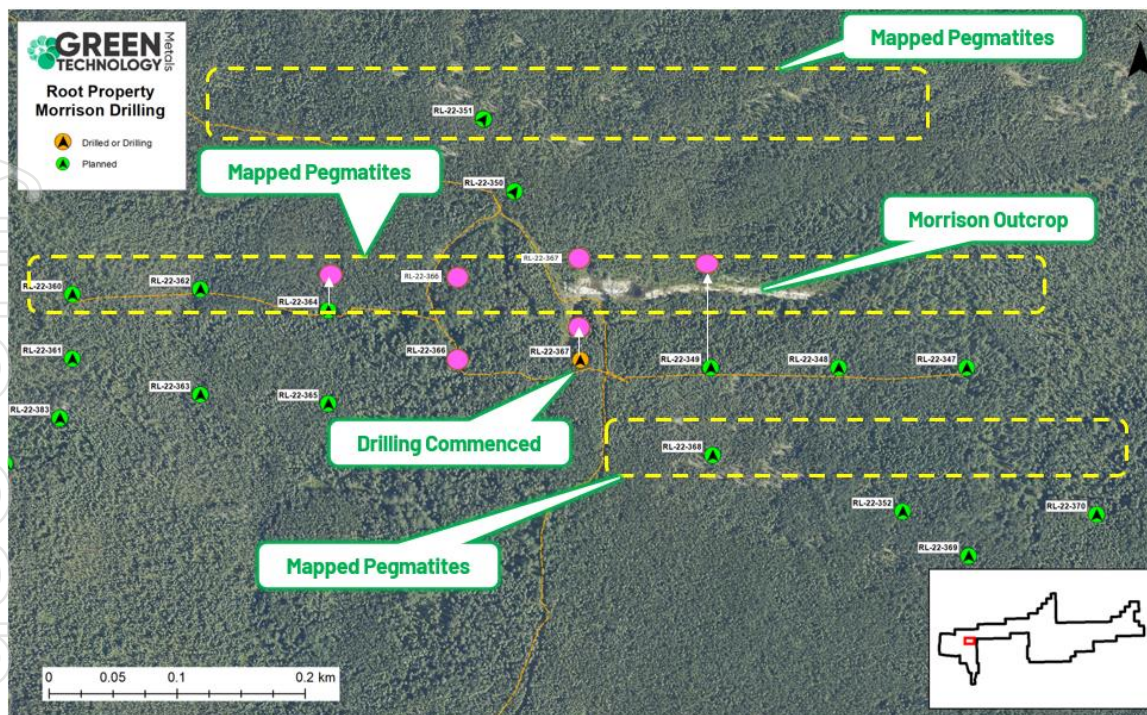 GREEN
TECHNOLOGY
Metals
Root Property
Morrison Drilling
Drilled or Drilling
Planned
Mapped Pegmatites
RL-22-351
Mapped Pegmatites
RL-22-350
Morrison Outcrop
RL-22-367
RL-22-366
RL-22-362
RL-22-360
RL-22-364
RL-22-361
RL-22-366
RL-22-367
RL-22-349
RL-22-348
RL-22-347
RL-22-363
RL-22-365
RL-22-383
Drilling Commenced
RL-22-368
RL-22-352
RL-22-370
Mapped Pegmatites
RL-22-369
0 0.05 0.1 0.2 km